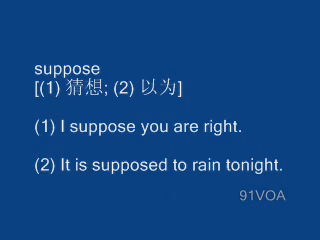 suppose
[(1) 猜想; (2) 以为]
(1) I suppose you are right.
(2) It is supposed to rain tonight.
91VOA